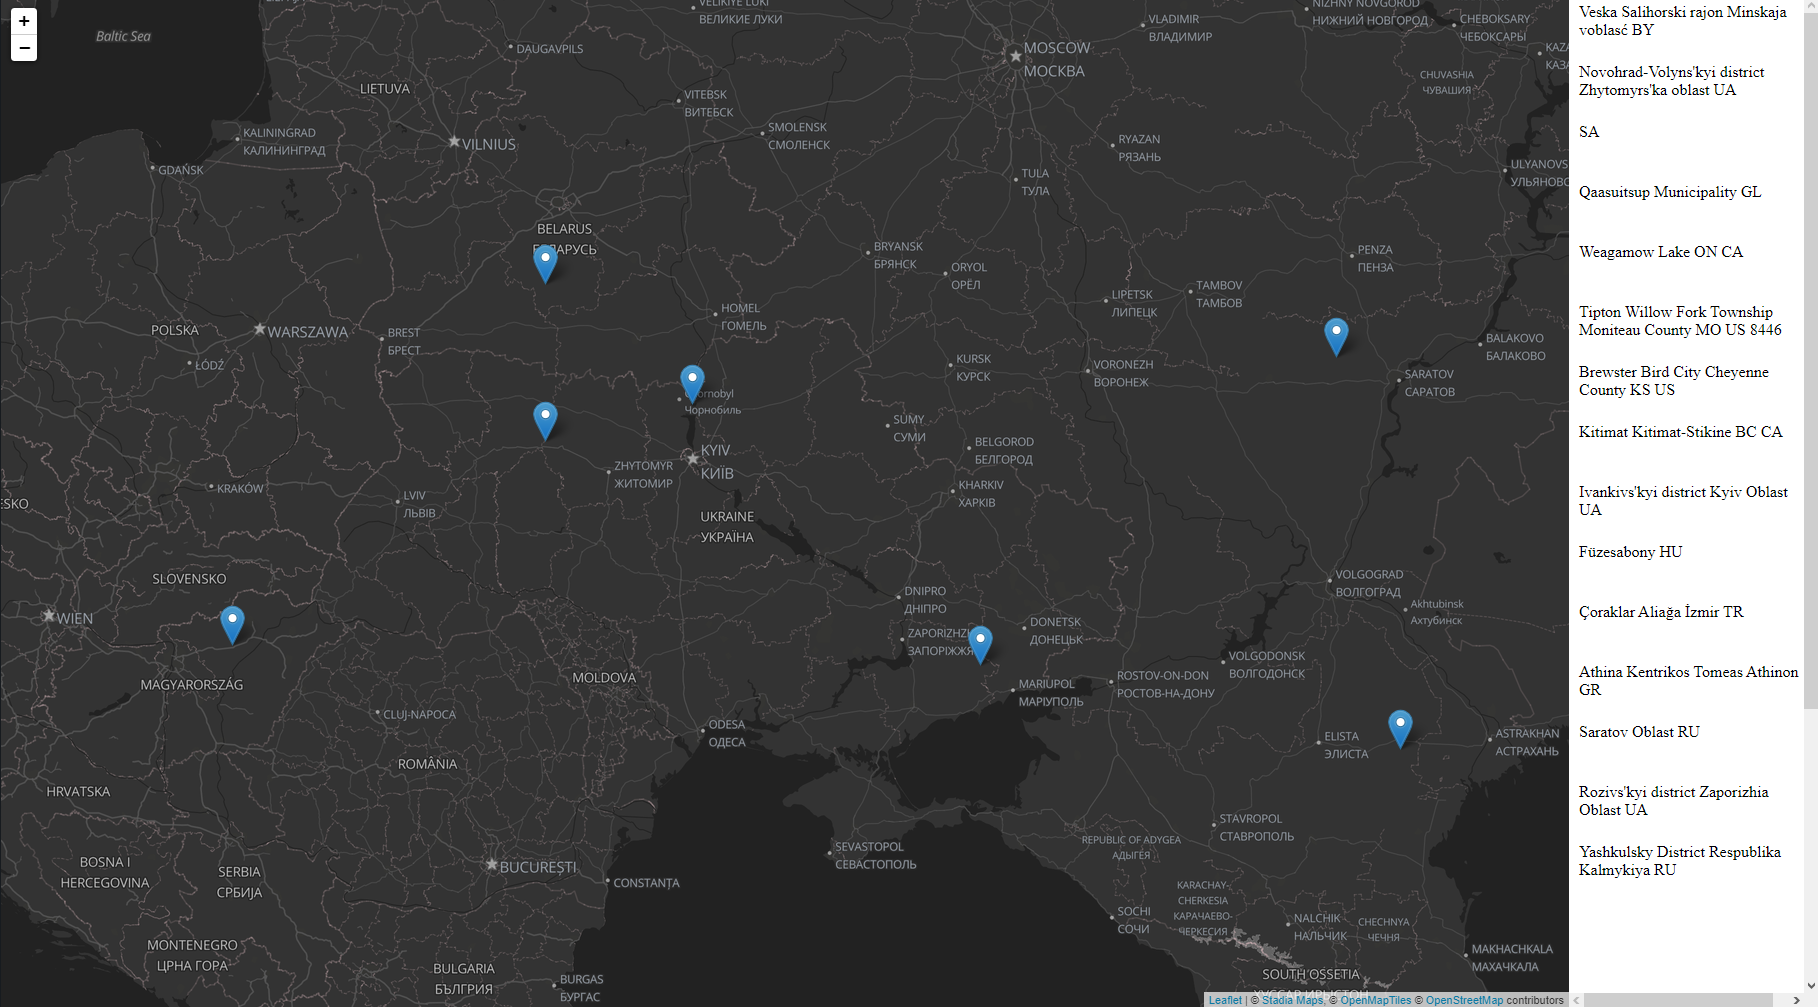 +
−
Baltic Sea
VELIKIYE LUKI
ВЕЛИКИЕ ЛУКИ
NIZHNY NOVGOROD
НИЖНИЙ НОВГОРОД
VLADIMIR
ВЛАДИМИР
CHEBOKSARY
ЧЕБОКСАРЫ
DAUGAVPILS
MOSCOW
МОСКВА
KAZA
КАЗА
CHUVASHIA
ЧУВАШИЯ
LIETUVA
VITEBSK
ВИТЕБСК
KALININGRAD
КАЛИНИНГРАД
VILNIUS
SMOLENSK
СМОЛЕНСК
RYAZAN
РЯЗАНЬ
GDAŃSK
TULA
ТУЛА
ULYANOVS
УЛЬЯНОВС
BELARUS
БЕЛАРУСЬ
BRYANSK
БРЯНСК
ORYOL
ОРЁЛ
PENZA
ПЕНЗА
LIPETSK
ЛИПЕЦК
TAMBOV
ТАМБОВ
HOMEL
ГОМЕЛЬ
POLSKA
WARSZAWA
BREST
БРЕСТ
BALAKOVO
БАЛАКОВО
ŁÓDŹ
KURSK
КУРСК
VORONEZH
ВОРОНЕЖ
SARATOV
САРАТОВ
Chornobyl
Чорнобиль
SUMY
СУМИ
BELGOROD
БЕЛГОРОД
KYIV
КИЇВ
ZHYTOMYR
ЖИТОМИР
KRAKÓW
LVIV
ЛЬВІВ
KHARKIV
ХАРКІВ
ESKO
UKRAINE
УКРАЇНА
SLOVENSKO
VOLGOGRAD
ВОЛГОГРАД
DNIPRO
ДНІПРО
Akhtubinsk
Ахтубинск
WIEN
DONETSK
ДОНЕЦЬК
ZAPORIZHZH
ЗАПОРІЖЖЯ
VOLGODONSK
ВОЛГОДОНСК
MAGYARORSZÁG
MOLDOVA
MARIUPOL
МАРІУПОЛЬ
ROSTOV-ON-DON
РОСТОВ-НА-ДОНУ
CLUJ-NAPOCA
ODESA
ОДЕСА
ELISTA
ЭЛИСТА
ASTRAKHAN
АСТРАХАНЬ
ROMÂNIA
HRVATSKA
STAVROPOL
СТАВРОПОЛЬ
REPUBLIC OF ADYGEA
АДЫГЕЯ
SEVASTOPOL
СЕВАСТОПОЛЬ
BOSNA I
HERCEGOVINA
SERBIA
СРБИЈА
BUCUREȘTI
CONSTANȚA
KARACHAY-
CHERKESIA
КАРАЧАЕВО-
ЧЕРКЕСИЯ
SOCHI
СОЧИ
NALCHIK
НАЛЬЧИК
CHECHNYA
ЧЕЧНЯ
MONTENEGRO
ЦРНА ГОРА
MAKHACHKALA
МАХАЧКАЛА
BULGARIA
БЪЛГРИЯ
BURGAS
БУРГАС
SOUTH OSSETIA
ХУССАР ИРЫСТОН
Leaflet | © Stadia Maps, © OpenMapTiles © OpenStreetMap contributors
Veska Salihorski rajon Minskaja
voblasć BY
Novohrad-Volyns'kyi district
Zhytomyrs'ka oblast UA
SA
Qaasuitsup Municipality GL
Weagamow Lake ON CA
Tipton Willow Fork Township
Moniteau County MO US 8446
Brewster Bird City Cheyenne
County KS US
Kitimat Kitimat-Stikine BC CA
Ivankivs'kyi district Kyiv Oblast
UA
Füzesabony HU
Çoraklar Aliağa İzmir TR
Athina Kentrikos Tomeas Athinon
GR
Saratov Oblast RU
Rozivs'kyi district Zaporizhia
Oblast UA
Yashkulsky District Respublika
Kalmykiya RU